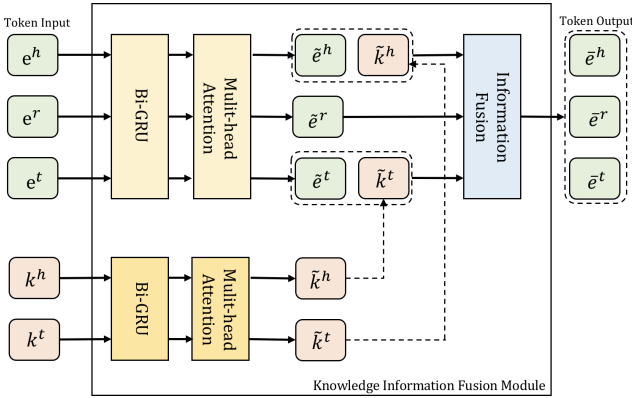 Token Input
Token Output
e^h
Bi-GRU
Mulit-head
Attention
ẽ^h
k̃^h
Information
Fusion
ē^h
e^r
ẽ^r
ē^r
e^t
ẽ^t
k̃^t
ē^t
k^h
Bi-GRU
Mulit-head
Attention
k̃^h
k^t
k̃^t
Knowledge Information Fusion Module